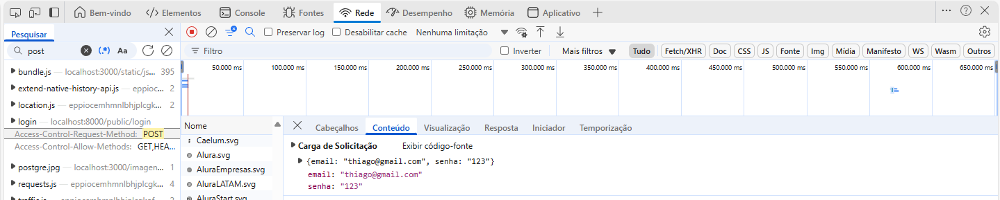 Bem-vindo
Elementos
Console
Fontes
Rede
Desempenho
Memória
Aplicativo
Pesquisar
Preservar log
Desabilitar cache
Nenhuma limitação
post
(.*)
Aa
Filtro
Inverter
Mais filtros
Tudo
Fetch/XHR
Doc
CSS
JS
Fonte
Img
Mídia
Manifesto
WS
Wasm
Outros
bundle.js — localhost:3000/static/js... 395
extend-native-history-api.js — eppioce... 2
location.js — eppiocemhmnlbhjplcgk... 2
login — localhost:8000/public/login
Access-Control-Request-Method: POST
Access-Control-Allow-Methods: GET,HEA...
postgre.jpg — localhost:3000/imagen... 1
requests.js — eppiocemhmnlbhjplcgk... 4
50.000 ms
100.000 ms
150.000 ms
200.000 ms
250.000 ms
300.000 ms
350.000 ms
400.000 ms
450.000 ms
500.000 ms
550.000 ms
600.000 ms
650.000 ms
Nome
Caelum.svg
Alura.svg
AluraEmpresas.svg
AluraLATAM.svg
AluraStart.svg
Cabeçalhos
Conteúdo
Visualização
Resposta
Iniciador
Temporização
Carga de Solicitação
Exibir código-fonte
{email: "thiago@gmail.com", senha: "123"}
email: "thiago@gmail.com"
senha: "123"